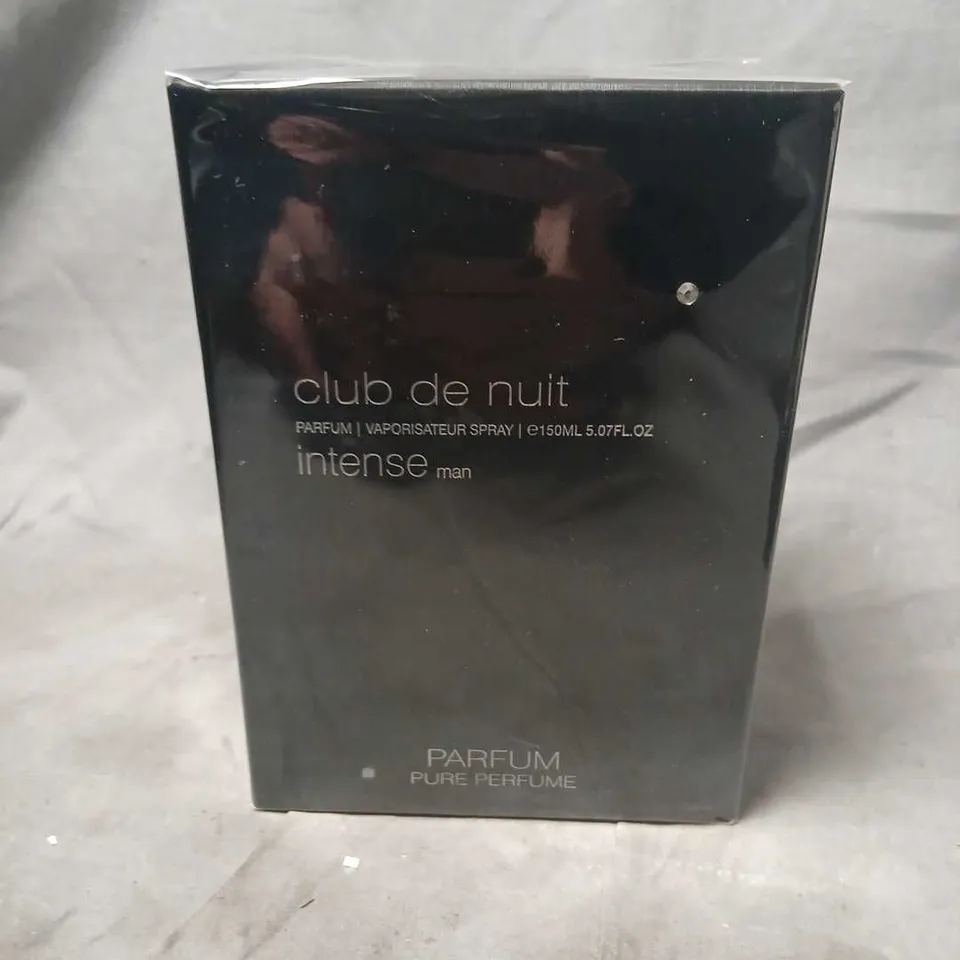 club de nuit
PARFUM | VAPORISATEUR SPRAY | ℮150ML 5.07FL.OZ
intense man
PARFUM
PURE PERFUME